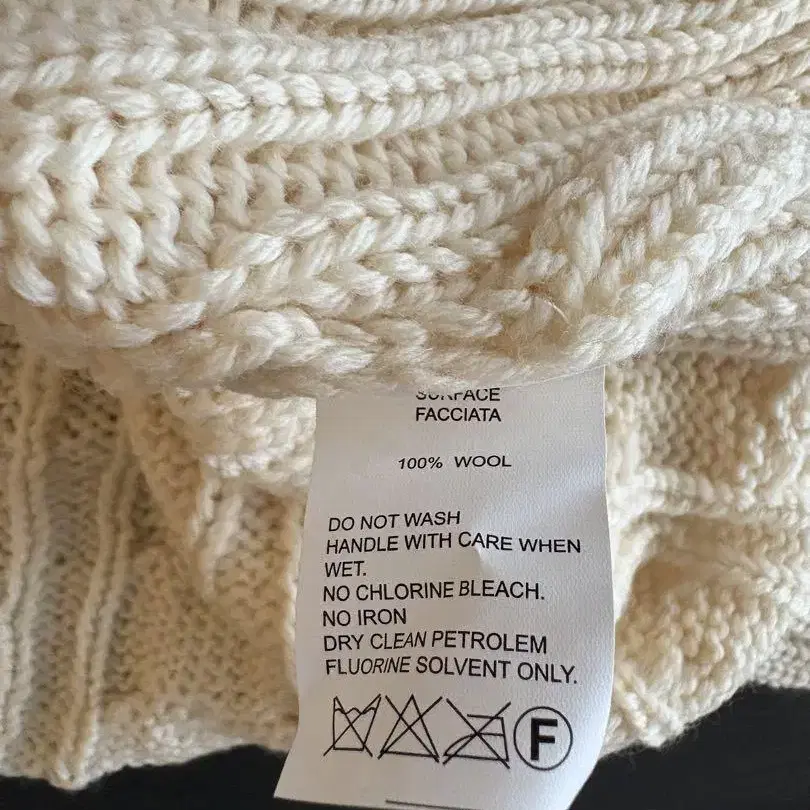 SURFACE
FACCIATA
100% WOOL
DO NOT WASH
HANDLE WITH CARE WHEN
WET.
NO CHLORINE BLEACH.
NO IRON
DRY CLEAN PETROLEM
FLUORINE SOLVENT ONLY.
F